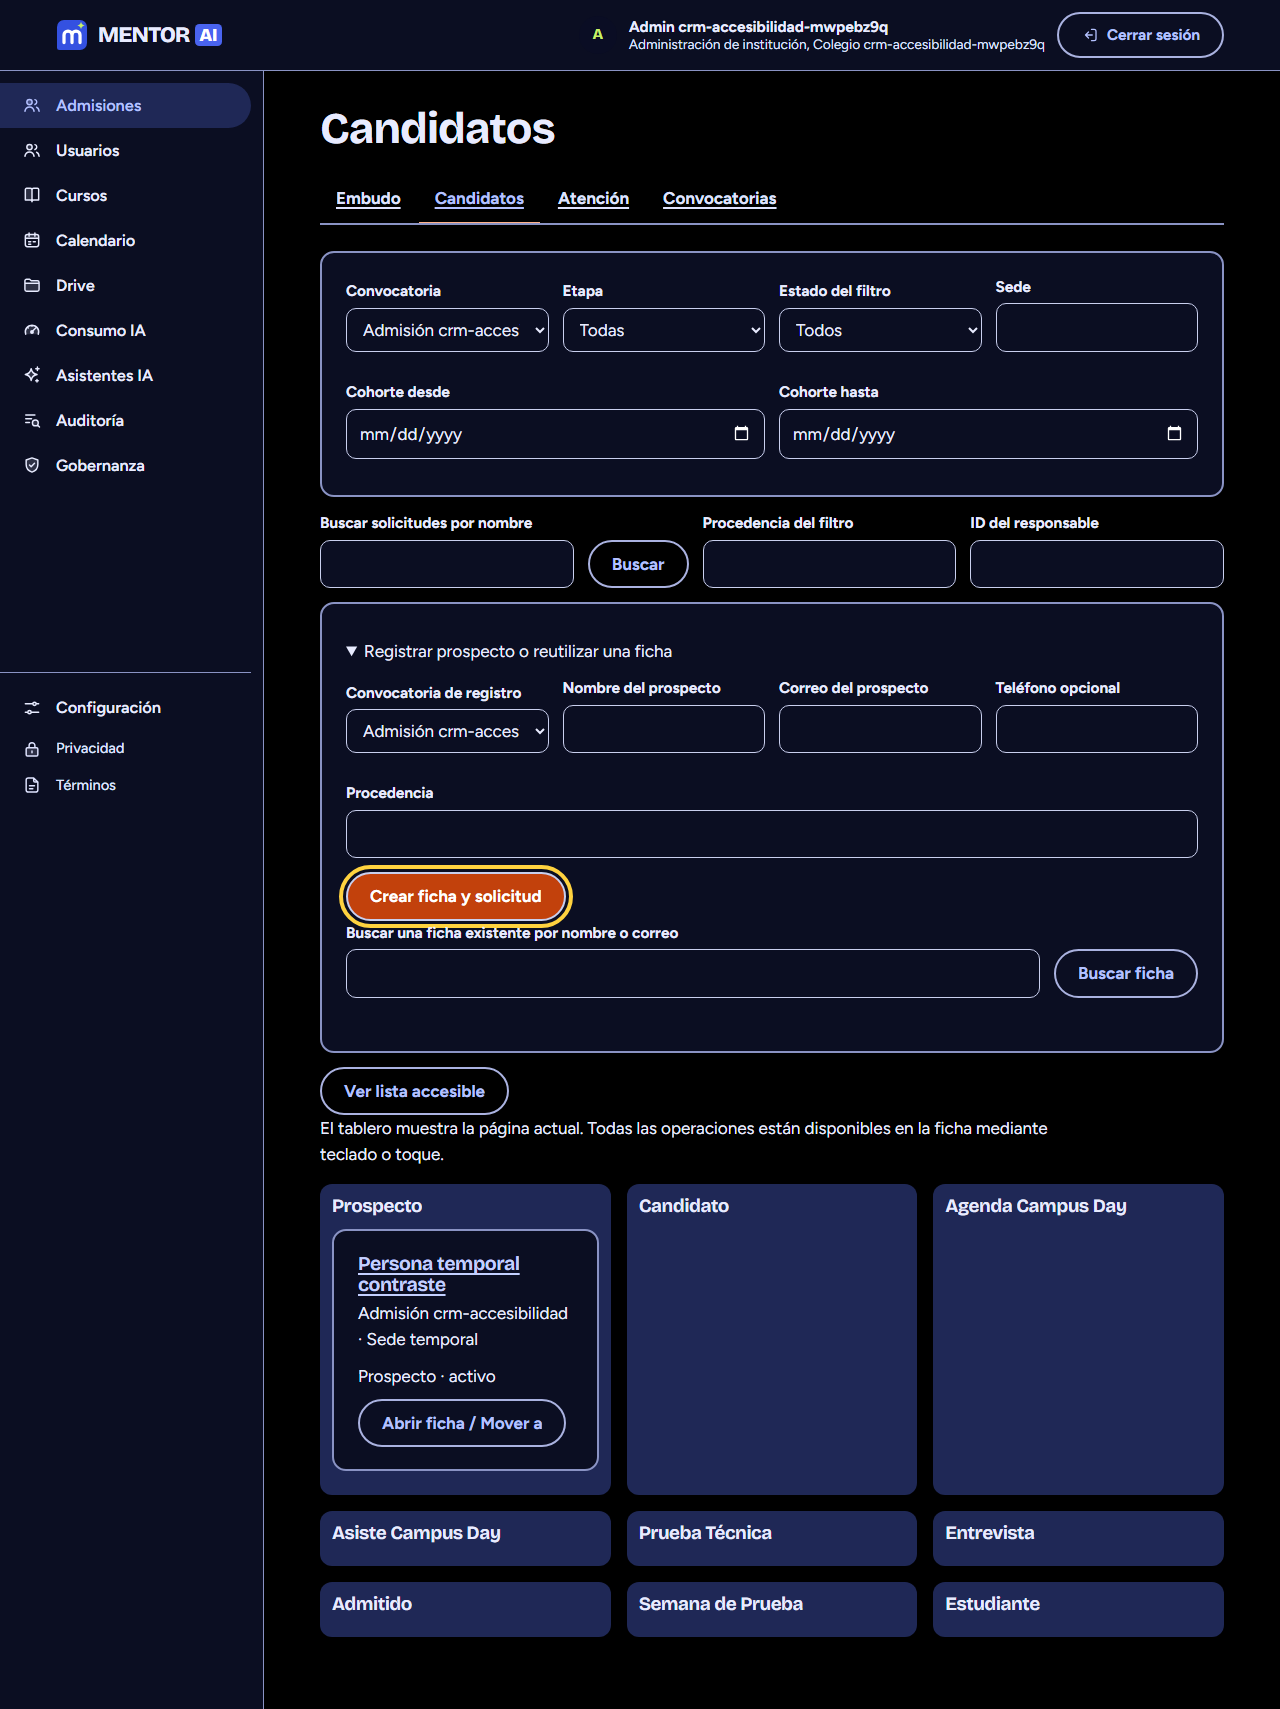 MENTOR AI
A
Admin crm-accesibilidad-mwpebz9q
Administración de institución, Colegio crm-accesibilidad-mwpebz9q
Cerrar sesión
Admisiones
Usuarios
Cursos
Calendario
Drive
Consumo IA
Asistentes IA
Auditoría
Gobernanza
Configuración
Privacidad
Términos
Candidatos
Embudo Candidatos Atención Convocatorias
Convocatoria Etapa Estado del filtro Sede
Admisión crm-acces Todas Todos
Cohorte desde Cohorte hasta
mm/dd/yyyy mm/dd/yyyy
Buscar solicitudes por nombre Procedencia del filtro ID del responsable
Buscar
Registrar prospecto o reutilizar una ficha
Convocatoria de registro Nombre del prospecto Correo del prospecto Teléfono opcional
Admisión crm-acces
Procedencia
Crear ficha y solicitud
Buscar una ficha existente por nombre o correo
Buscar ficha
Ver lista accesible
El tablero muestra la página actual. Todas las operaciones están disponibles en la ficha mediante
teclado o toque.
Prospecto Candidato Agenda Campus Day
Persona temporal
contraste
Admisión crm-accesibilidad
· Sede temporal
Prospecto · activo
Abrir ficha / Mover a
Asiste Campus Day Prueba Técnica Entrevista
Admitido Semana de Prueba Estudiante